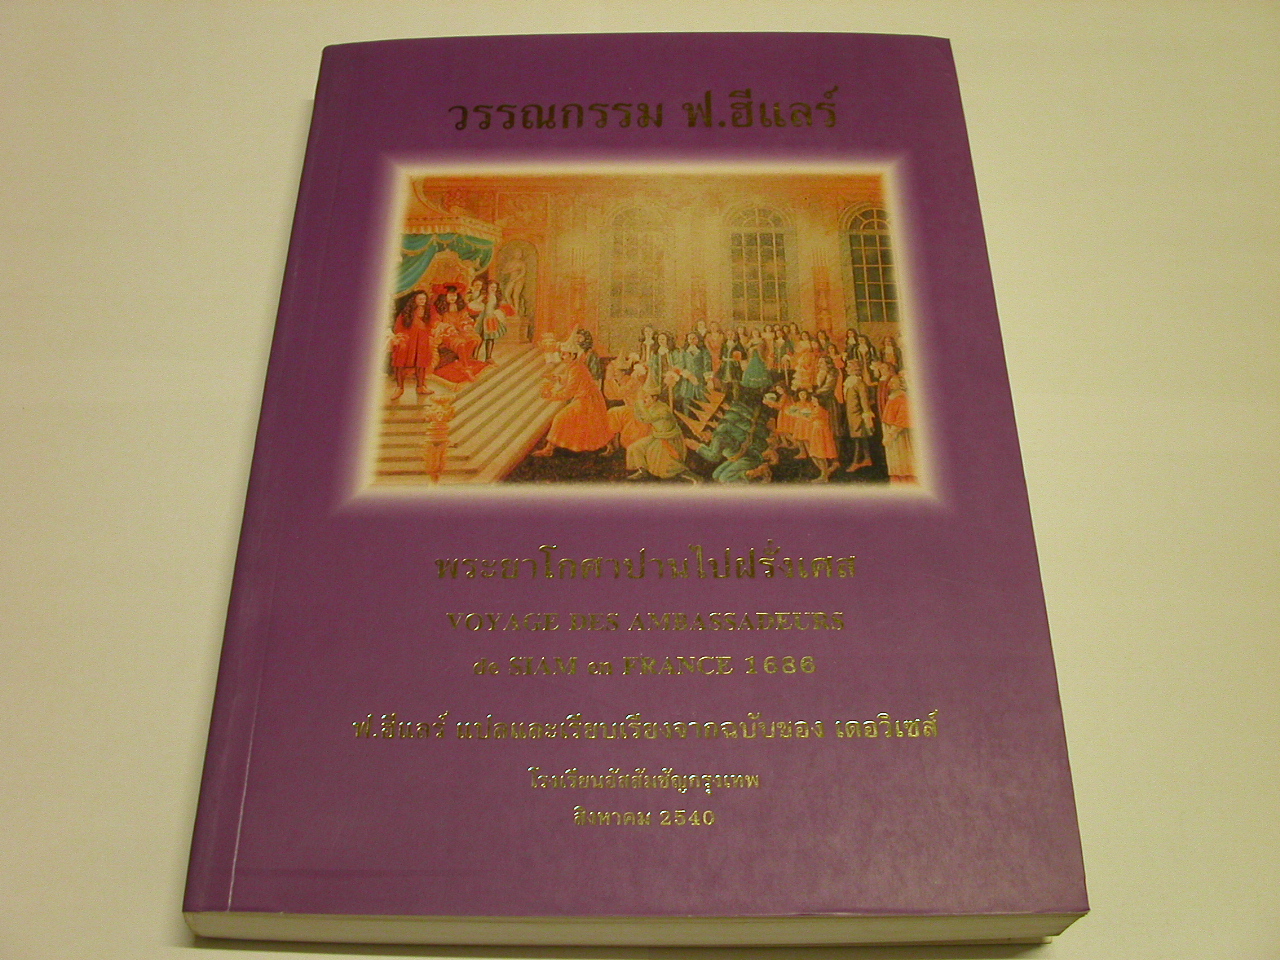 วรรณกรรม ฟ.ฮีแลร์
พระยาโกศาปานไปฝรั่งเศส
VOYAGE DES AMBASSADEURS
de SIAM en FRANCE 1686
ฟ.ฮีแลร์ แปลและเรียบเรียงจากฉบับของ เดอวิเซส์
โรงเรียนอัสสัมชัญกรุงเทพ
สิงหาคม 2540